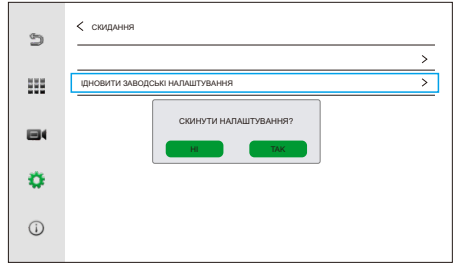 СКИДАННЯ
ІДНОВИТИ ЗАВОДСЬКІ НАЛАШТУВАННЯ
СКИНУТИ НАЛАШТУВАННЯ?
НІ ТАК